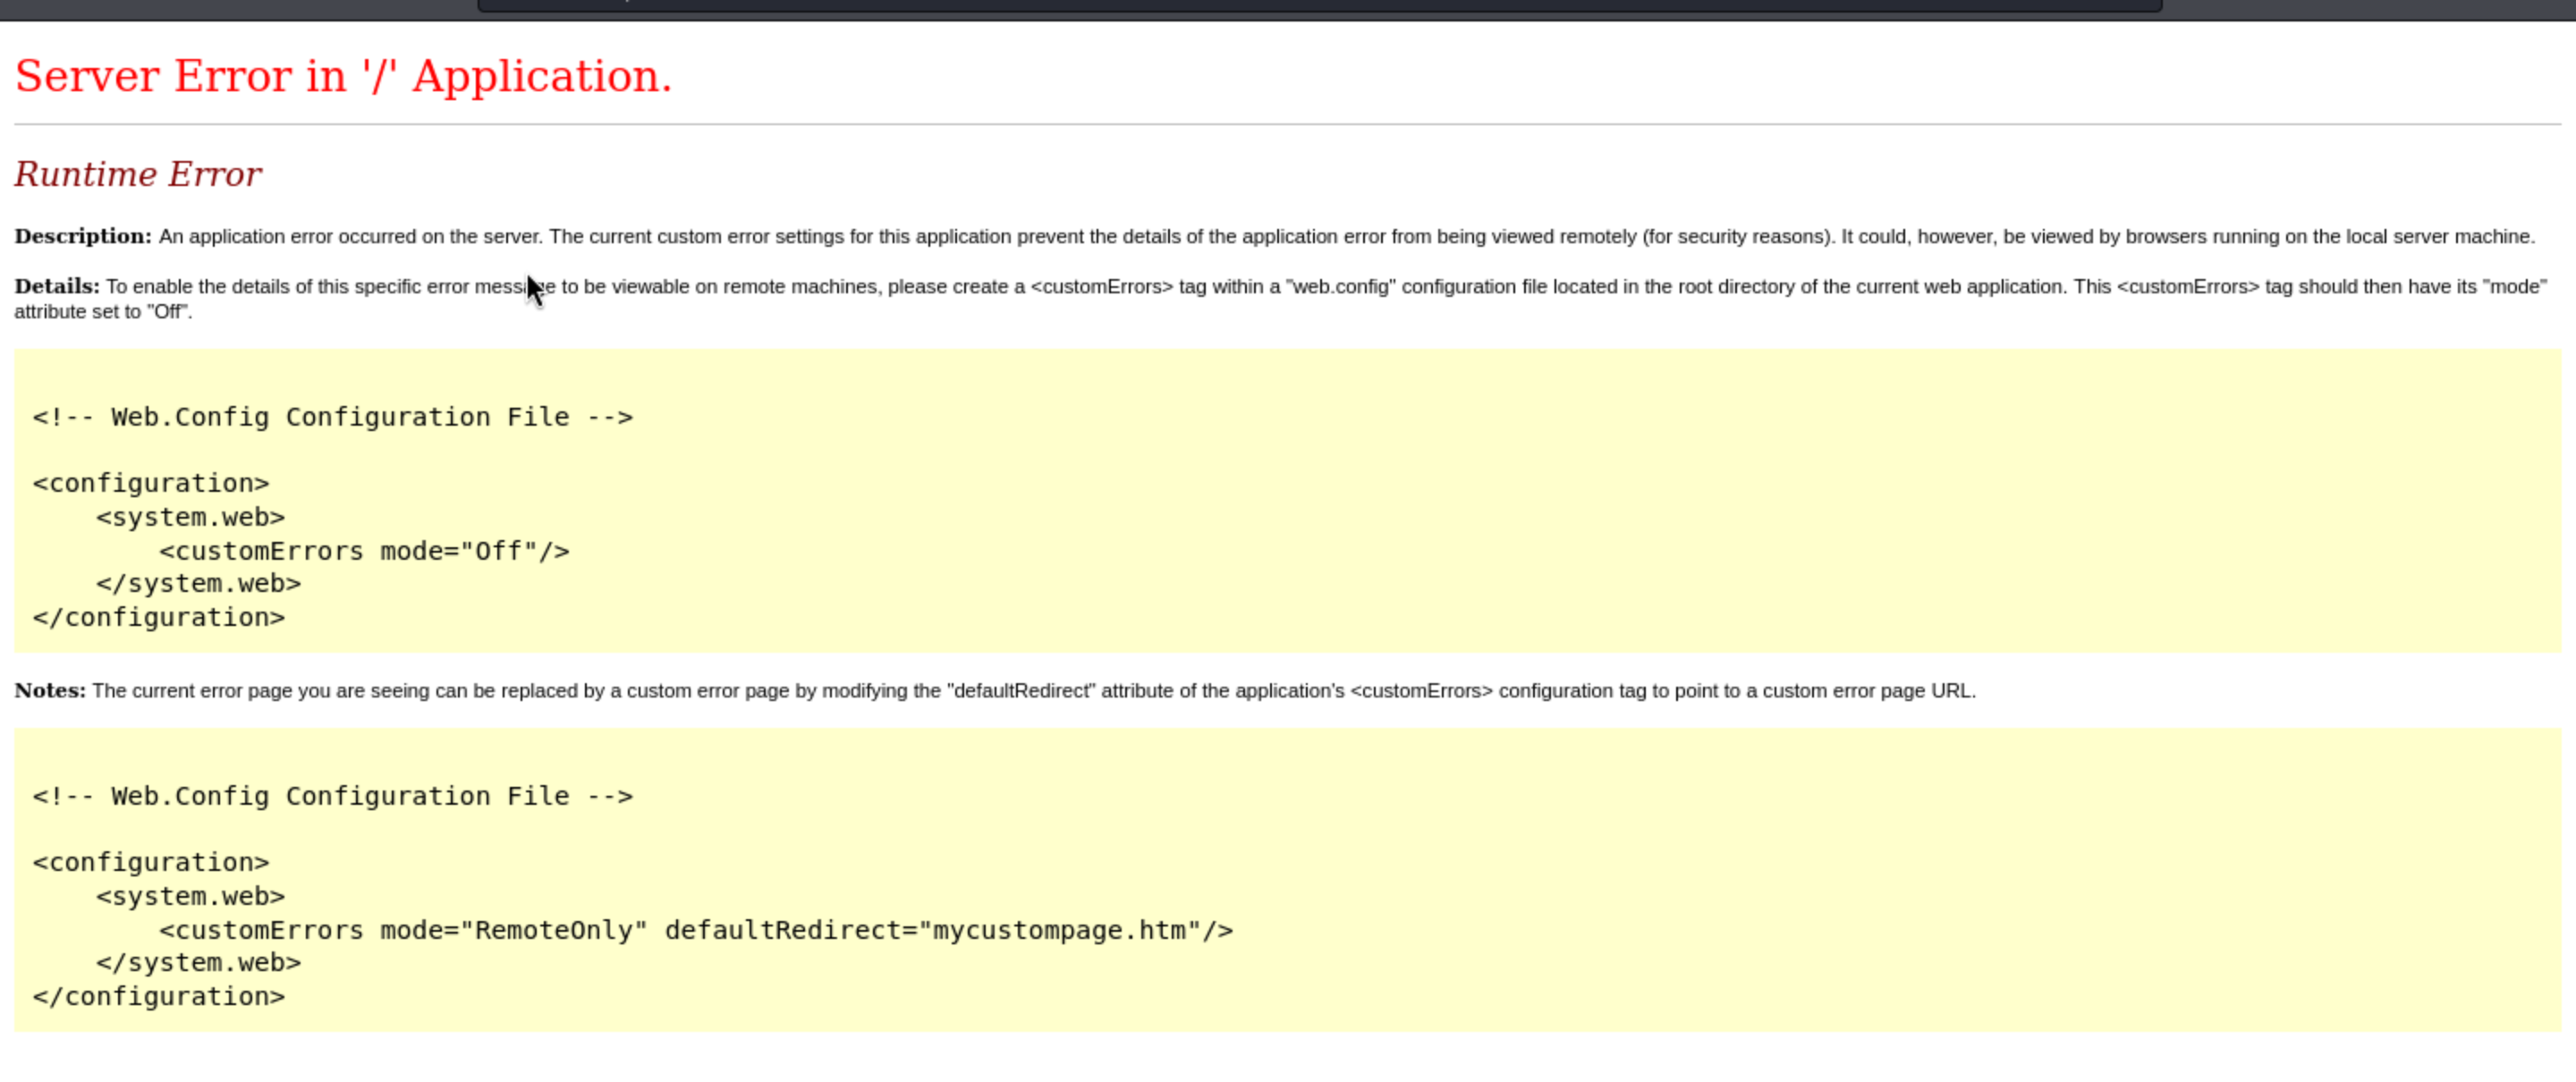 Server Error in '/' Application.
Runtime Error
Description: An application error occurred on the server. The current custom error settings for this application prevent the details of the application error from being viewed remotely (for security reasons). It could, however, be viewed by browsers running on the local server machine.
Details: To enable the details of this specific error message to be viewable on remote machines, please create a <customErrors> tag within a "web.config" configuration file located in the root directory of the current web application. This <customErrors> tag should then have its "mode"
attribute set to "Off".
<!-- Web.Config Configuration File -->
<configuration>
    <system.web>
        <customErrors mode="Off"/>
    </system.web>
</configuration>
Notes: The current error page you are seeing can be replaced by a custom error page by modifying the "defaultRedirect" attribute of the application's <customErrors> configuration tag to point to a custom error page URL.
<!-- Web.Config Configuration File -->
<configuration>
    <system.web>
        <customErrors mode="RemoteOnly" defaultRedirect="mycustompage.htm"/>
    </system.web>
</configuration>